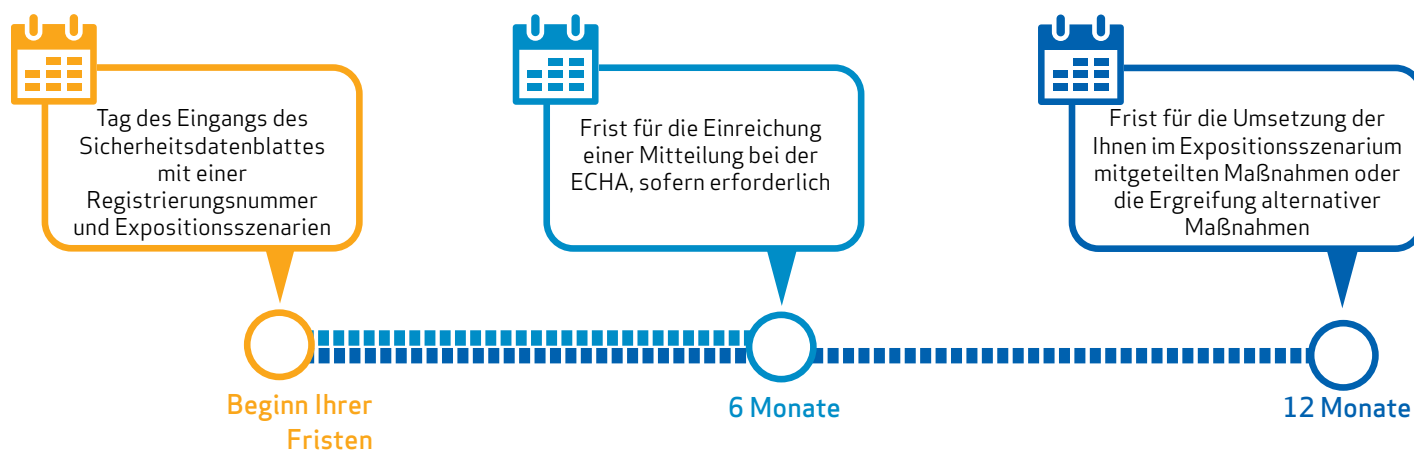 Tag des Eingangs des
Sicherheitsdatenblattes
mit einer
Registrierungsnummer
und Expositionsszenarien
Frist für die Einreichung
einer Mitteilung bei der
ECHA, sofern erforderlich
Frist für die Umsetzung der
Ihnen im Expositionsszenarium
mitgeteilten Maßnahmen oder
die Ergreifung alternativer
Maßnahmen
Beginn Ihrer
Fristen
6 Monate
12 Monate